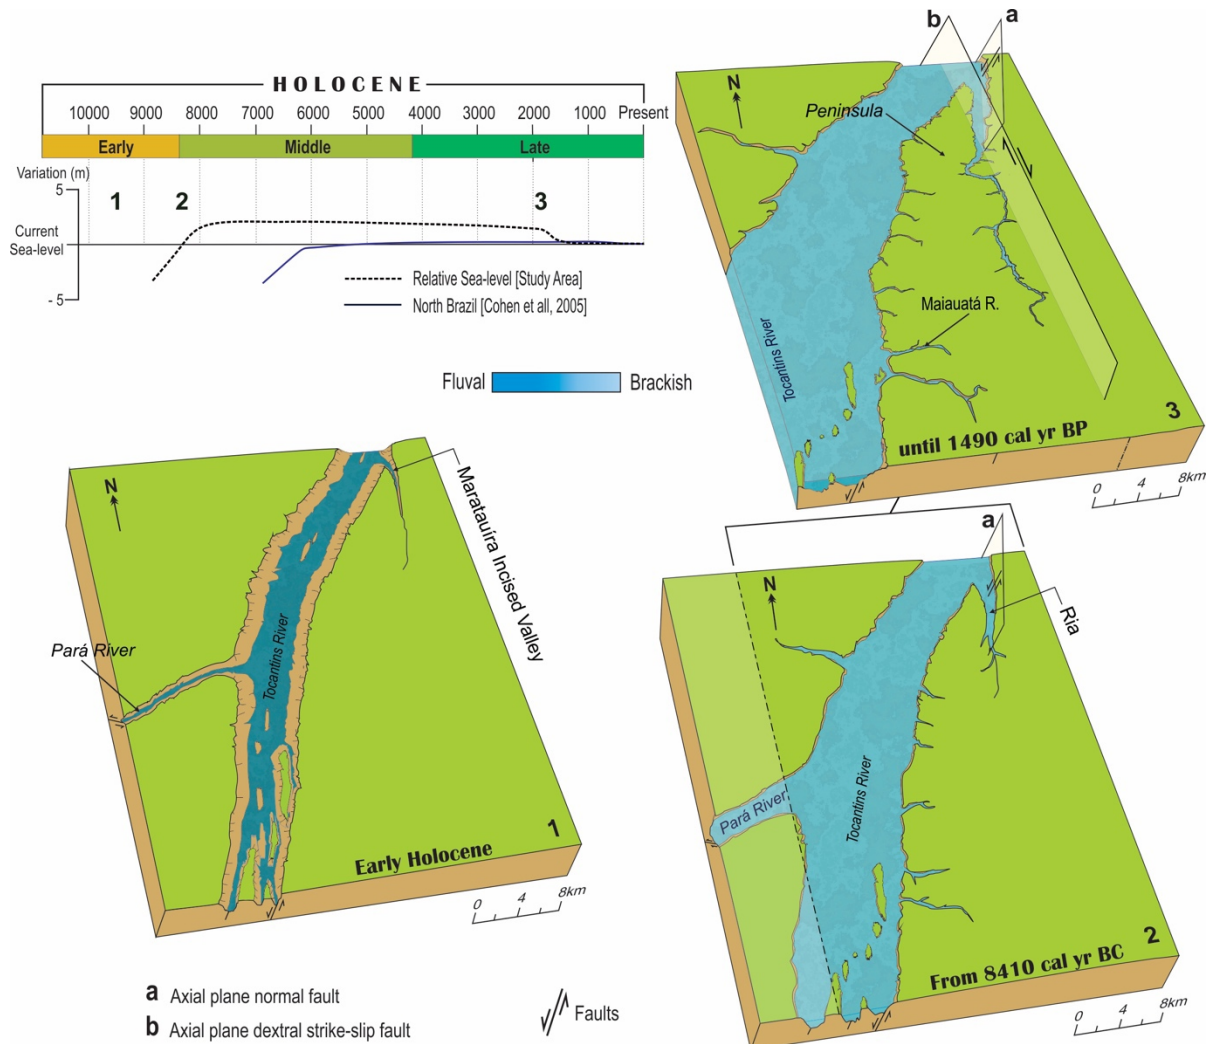 HOLOCENE
10000 9000 8000 7000 6000 5000 4000 3000 2000 1000 Present
Early Middle Late
Variation (m)
5
1 2 3
Current
Sea-level
- 5
Relative Sea-level [Study Area]
North Brazil [Cohen et all, 2005]
Fluval Brackish
b a
N
Peninsula
Tocantins River
Maiauatá R.
3
until 1490 cal yr BP
0 4 8km
N
Maratauíra Incised Valley
Pará River
Tocantins River
1
Early Holocene
0 4 8km
a
N
Ria
Pará River
Tocantins River
2
From 8410 cal yr BC
0 4 8km
a Axial plane normal fault
b Axial plane dextral strike-slip fault
Faults